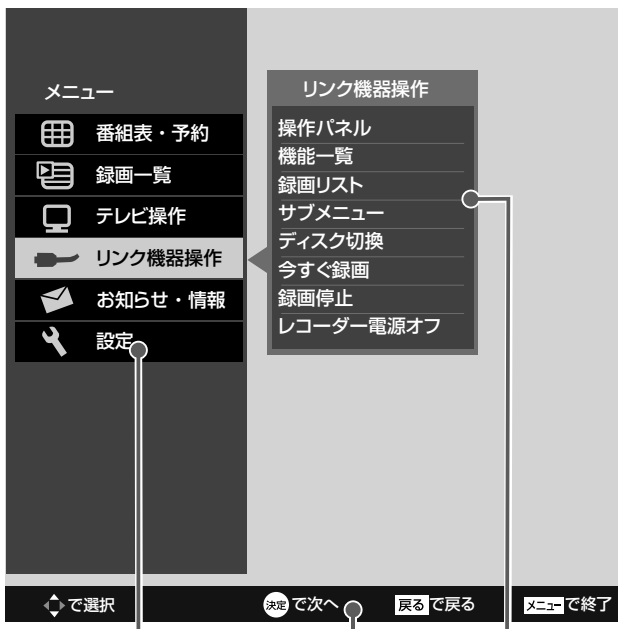 メニュー
番組表・予約
録画一覧
テレビ操作
リンク機器操作
お知らせ・情報
設定
リンク機器操作
操作パネル
機能一覧
録画リスト
サブメニュー
ディスク切換
今すぐ録画
録画停止
レコーダー電源オフ
で選択 決定 で次へ 戻る で戻る メニュー で終了